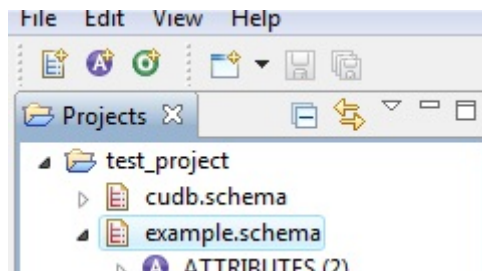 File Edit View Help
Projects
test_project
cudb.schema
example.schema
ATTRIBUTES (2)